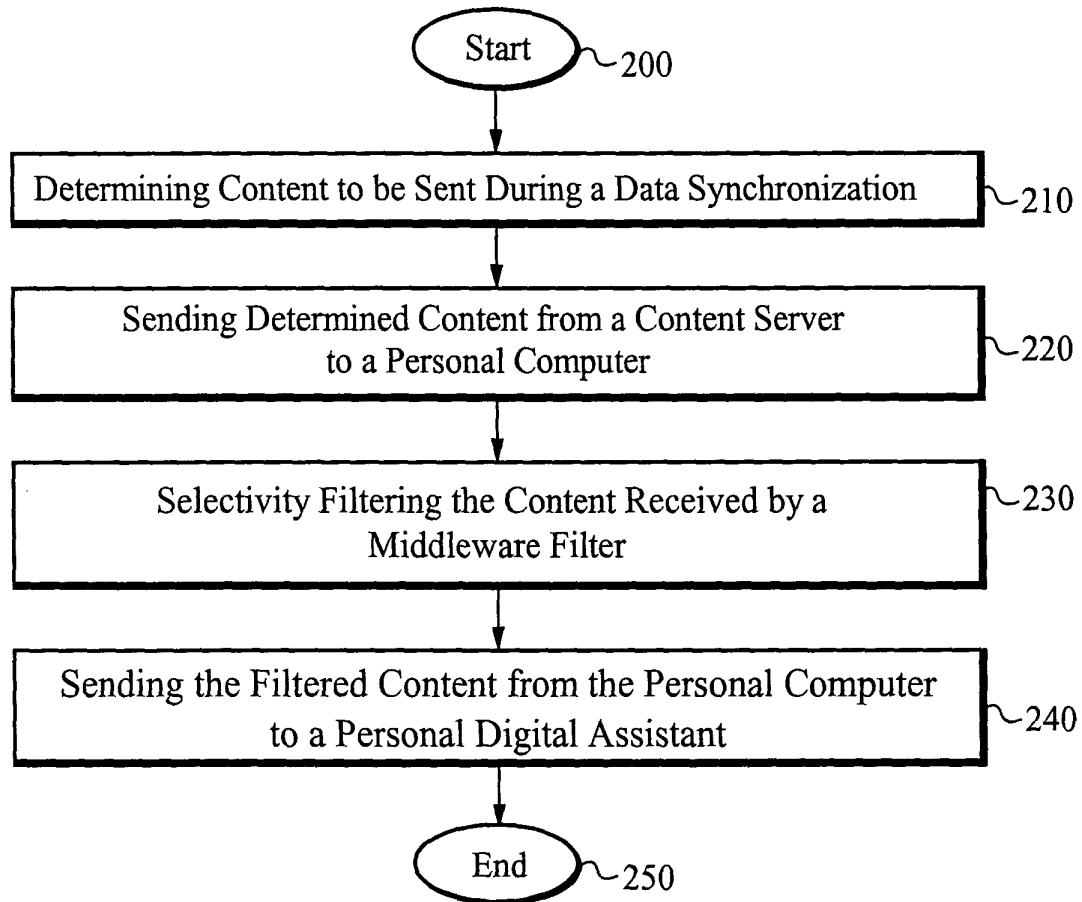 Start
200
Determining Content to be Sent During a Data Synchronization
210
Sending Determined Content from a Content Server
to a Personal Computer
220
Selectivity Filtering the Content Received by a
Middleware Filter
230
Sending the Filtered Content from the Personal Computer
to a Personal Digital Assistant
240
End
250